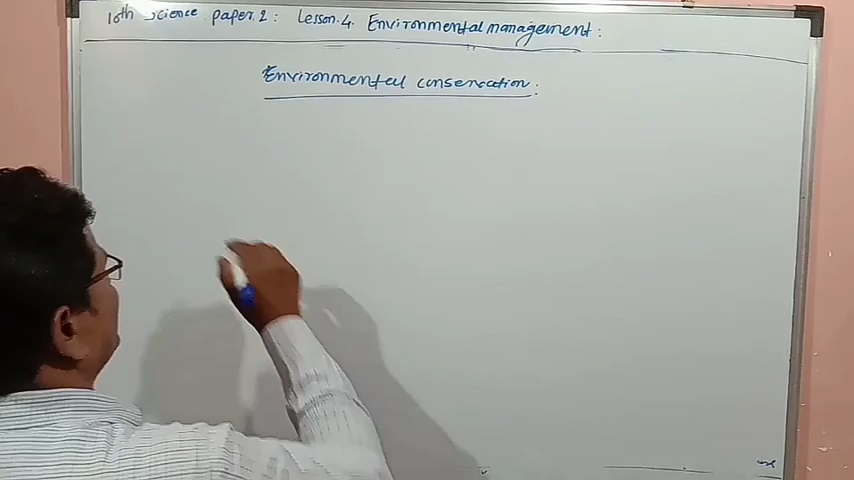 10th Science paper.2 : Lesson.4. Environmental management :
Environmental conservation :